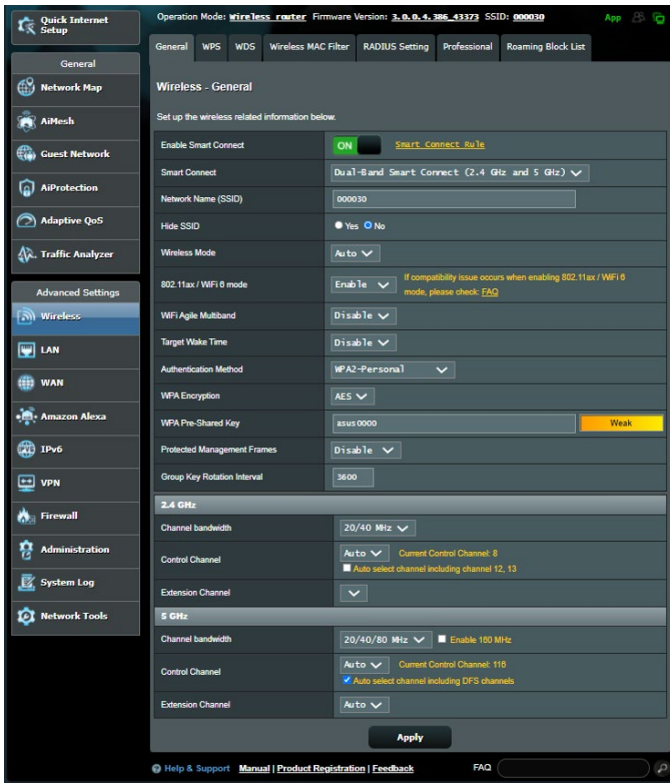 Quick Internet Setup
Operation Mode: Wireless router Firmware Version: 3.0.0.4.386_43373 SSID: 000030 App
General WPS WDS Wireless MAC Filter RADIUS Setting Professional Roaming Block List
General
Network Map
AiMesh
Guest Network
AiProtection
Adaptive QoS
Traffic Analyzer
Advanced Settings
Wireless
LAN
WAN
Amazon Alexa
IPv6
VPN
Firewall
Administration
System Log
Network Tools
Wireless - General
Set up the wireless related information below.
Enable Smart Connect ON Smart Connect Rule
Smart Connect Dual-Band Smart Connect (2.4 GHz and 5 GHz)
Network Name (SSID) 000030
Hide SSID Yes No
Wireless Mode Auto
802.11ax / WiFi 6 mode Enable If compatibility issue occurs when enabling 802.11ax / WiFi 6
mode, please check: FAQ
WiFi Agile Multiband Disable
Target Wake Time Disable
Authentication Method WPA2-Personal
WPA Encryption AES
WPA Pre-Shared Key asus0000 Weak
Protected Management Frames Disable
Group Key Rotation Interval 3600
2.4 GHz
Channel bandwidth 20/40 MHz
Control Channel Auto Current Control Channel: 8
Auto select channel including channel 12, 13
Extension Channel
5 GHz
Channel bandwidth 20/40/80 MHz Enable 160 MHz
Control Channel Auto Current Control Channel: 116
Auto select channel including DFS channels
Extension Channel Auto
Apply
Help & Support Manual | Product Registration | Feedback FAQ